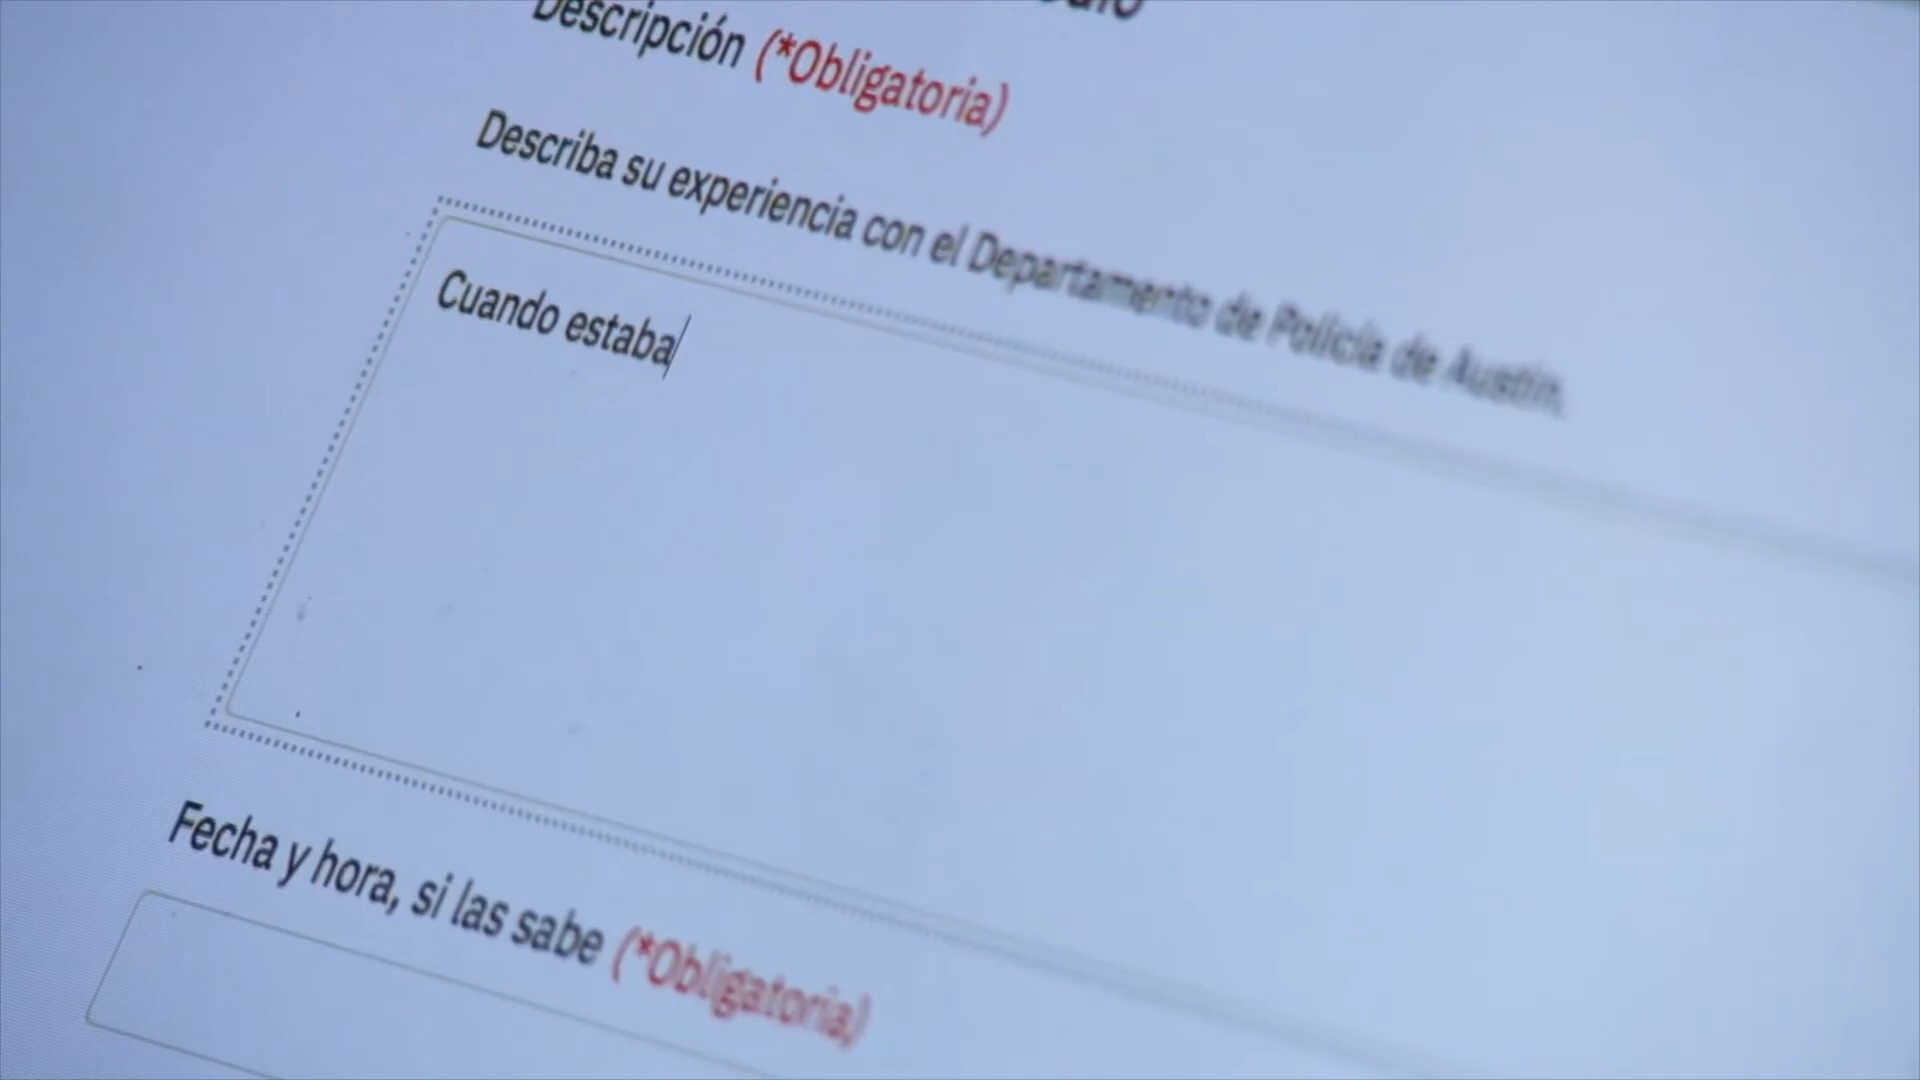 Descripción (*Obligatoria)
Describa su experiencia con el Departamento de Policía de Austin.
Cuando estaba
Fecha y hora, si las sabe (*Obligatoria)